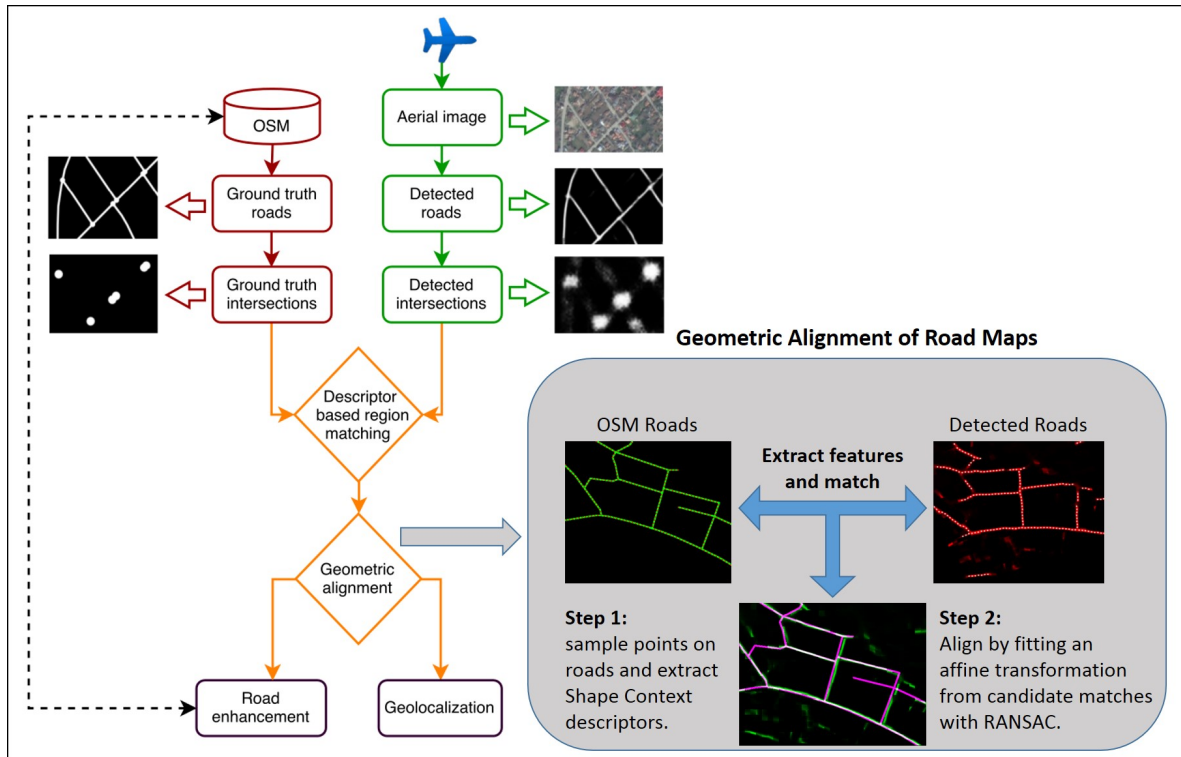 OSM
Aerial image
Ground truth
roads
Detected
roads
Ground truth
intersections
Detected
intersections
Descriptor
based region
matching
Geometric
alignment
Road
enhancement
Geolocalization
Geometric Alignment of Road Maps
OSM Roads
Detected Roads
Extract features
and match
Step 1:
sample points on
roads and extract
Shape Context
descriptors.
Step 2:
Align by fitting an
affine transformation
from candidate matches
with RANSAC.